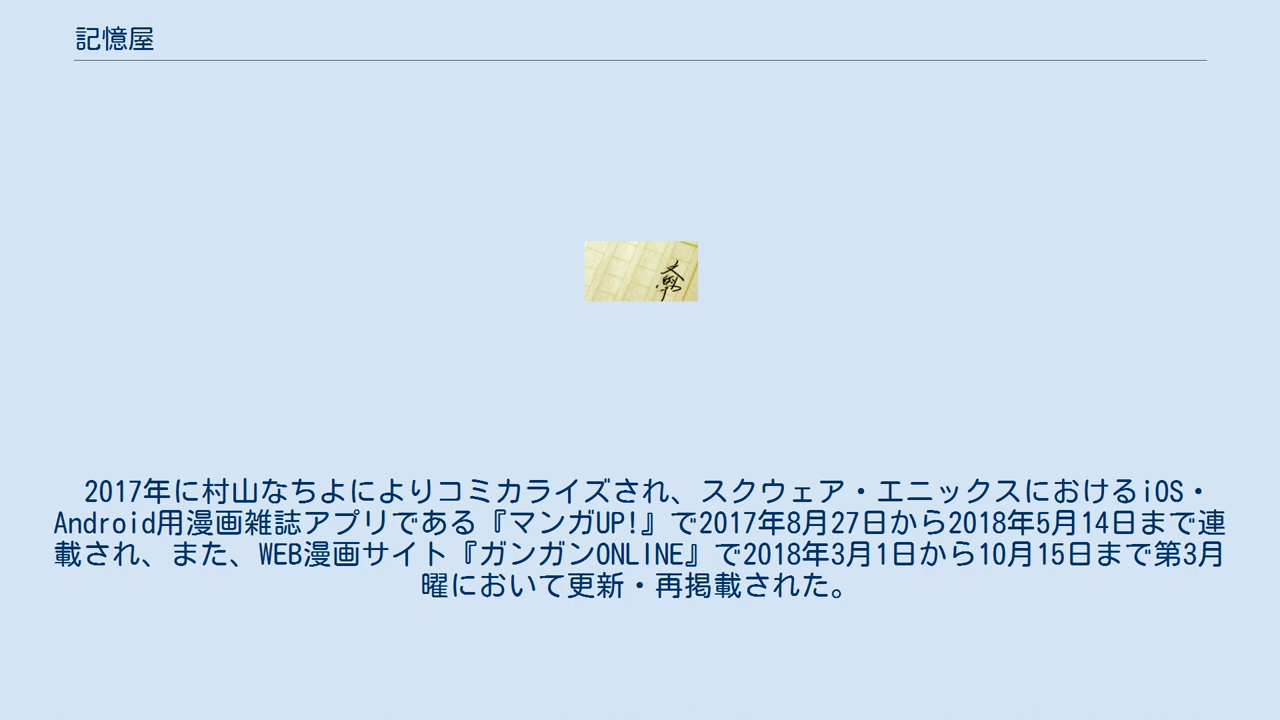 記憶屋
2017年に村山なちよによりコミカライズされ、スクウェア・エニックスにおけるiOS・
Android用漫画雑誌アプリである『マンガUP!』で2017年8月27日から2018年5月14日まで連
載され、また、WEB漫画サイト『ガンガンONLINE』で2018年3月1日から10月15日まで第3月
曜において更新・再掲載された。